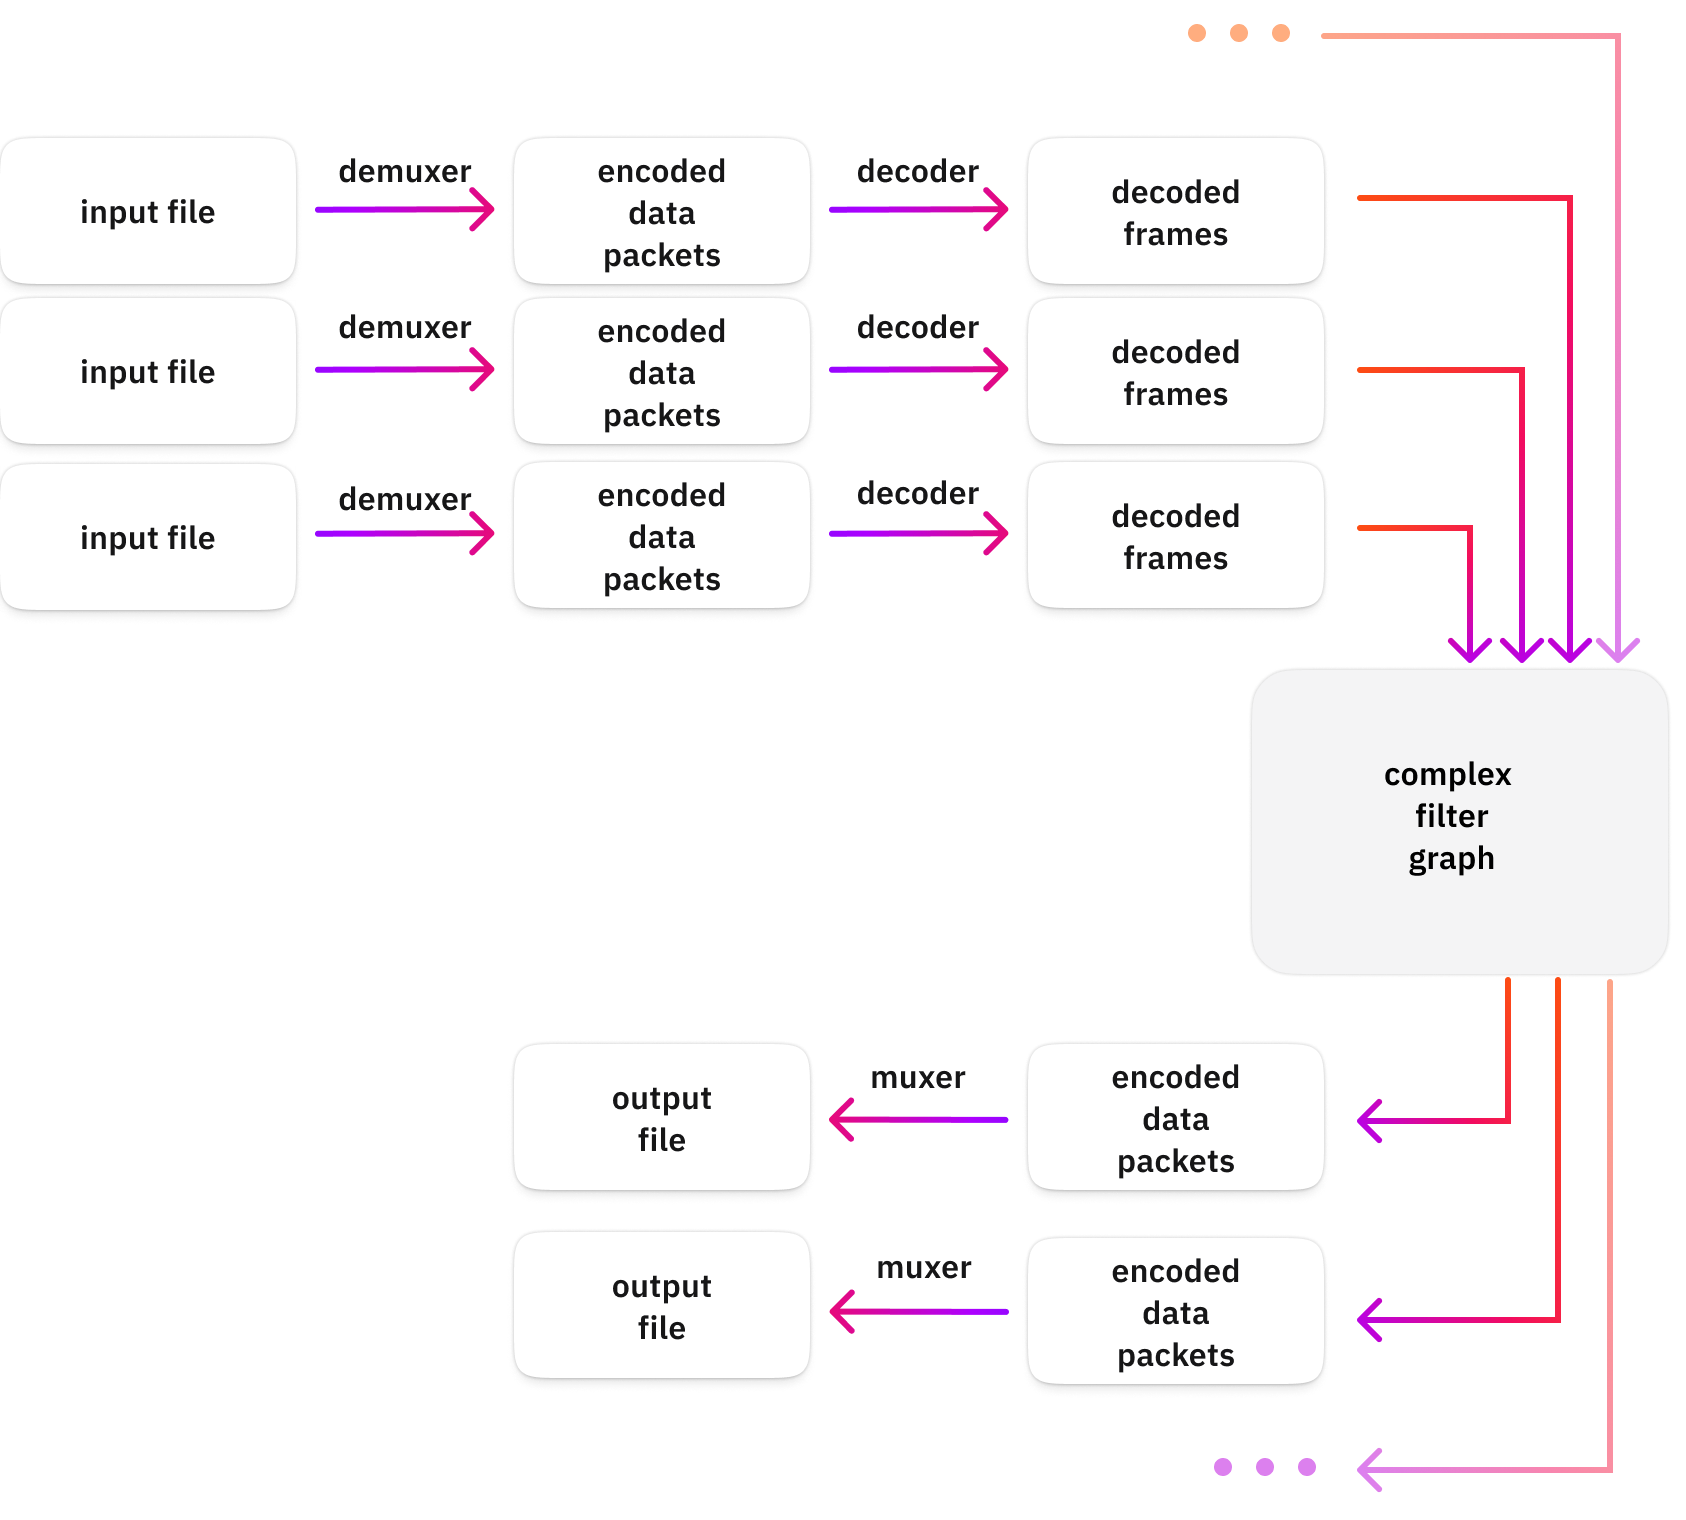 demuxer
decoder
input file
encoded
data
packets
decoded
frames
demuxer
decoder
input file
encoded
data
packets
decoded
frames
demuxer
decoder
input file
encoded
data
packets
decoded
frames
complex
filter
graph
output
file
muxer
encoded
data
packets
output
file
muxer
encoded
data
packets